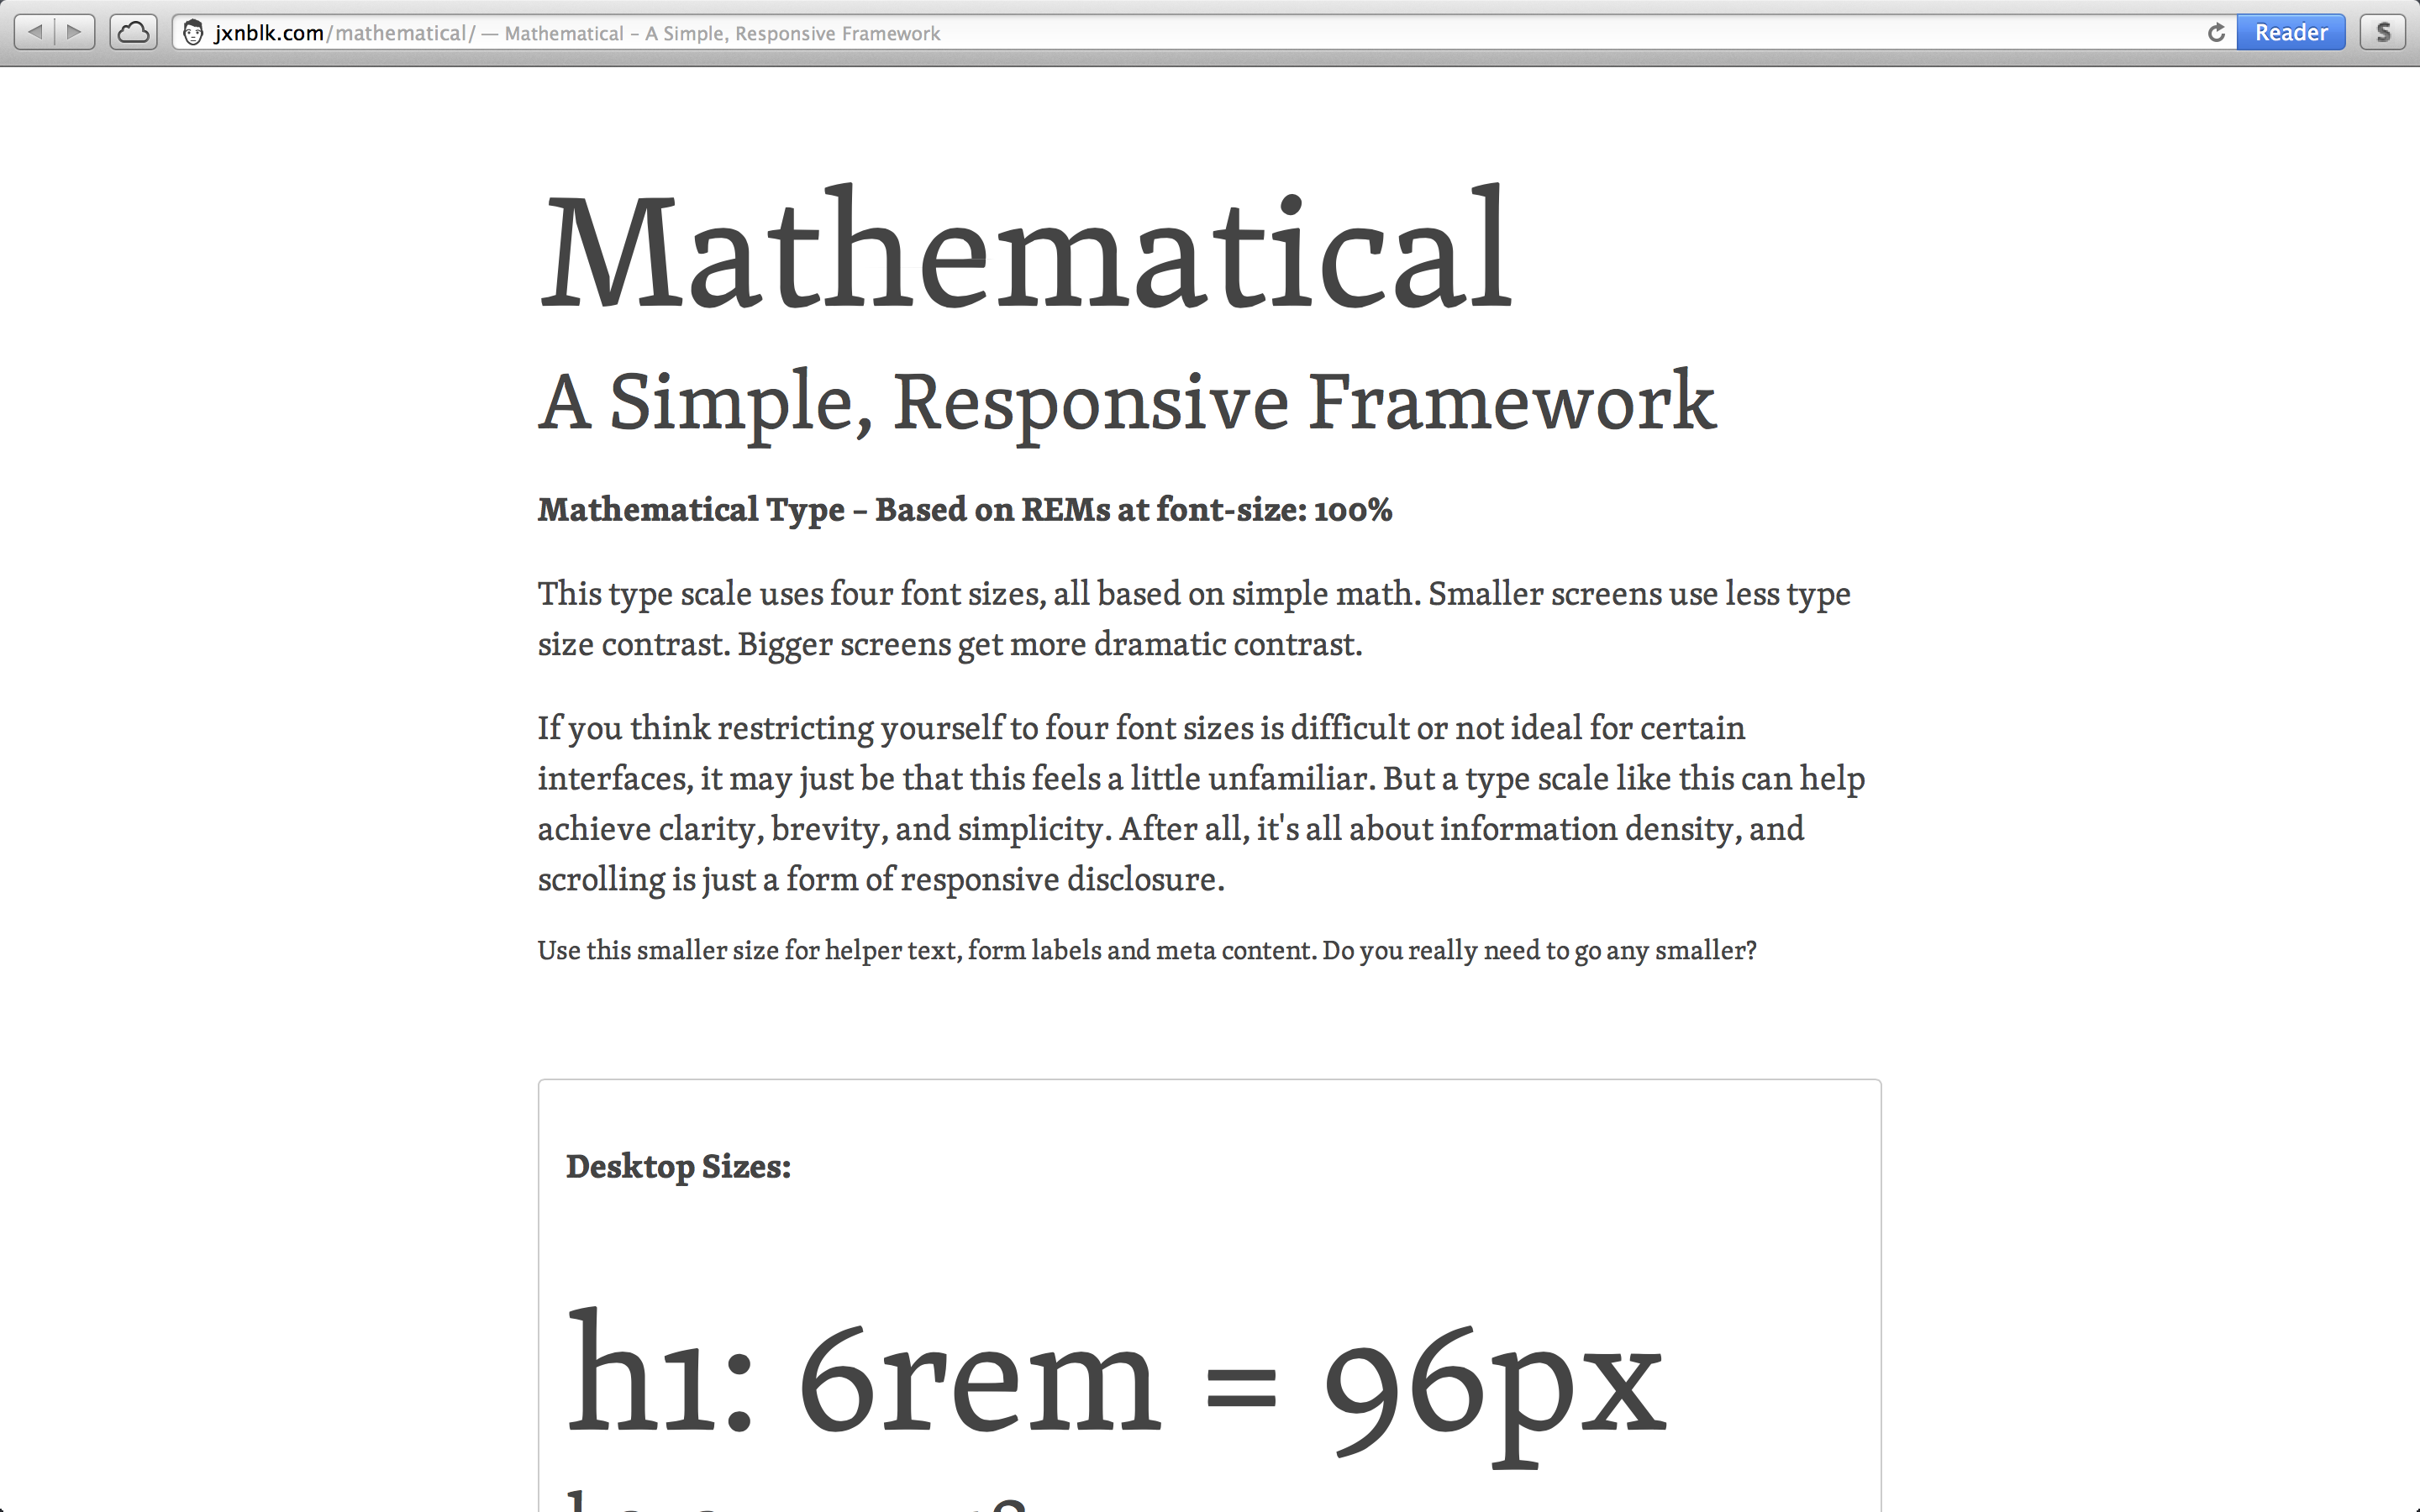 jxnblk.com/mathematical/ — Mathematical – A Simple, Responsive Framework
Reader
S
Mathematical
A Simple, Responsive Framework
Mathematical Type – Based on REMs at font-size: 100%
This type scale uses four font sizes, all based on simple math. Smaller screens use less type
size contrast. Bigger screens get more dramatic contrast.
If you think restricting yourself to four font sizes is difficult or not ideal for certain
interfaces, it may just be that this feels a little unfamiliar. But a type scale like this can help
achieve clarity, brevity, and simplicity. After all, it's all about information density, and
scrolling is just a form of responsive disclosure.
Use this smaller size for helper text, form labels and meta content. Do you really need to go any smaller?
Desktop Sizes:
h1: 6rem = 96px